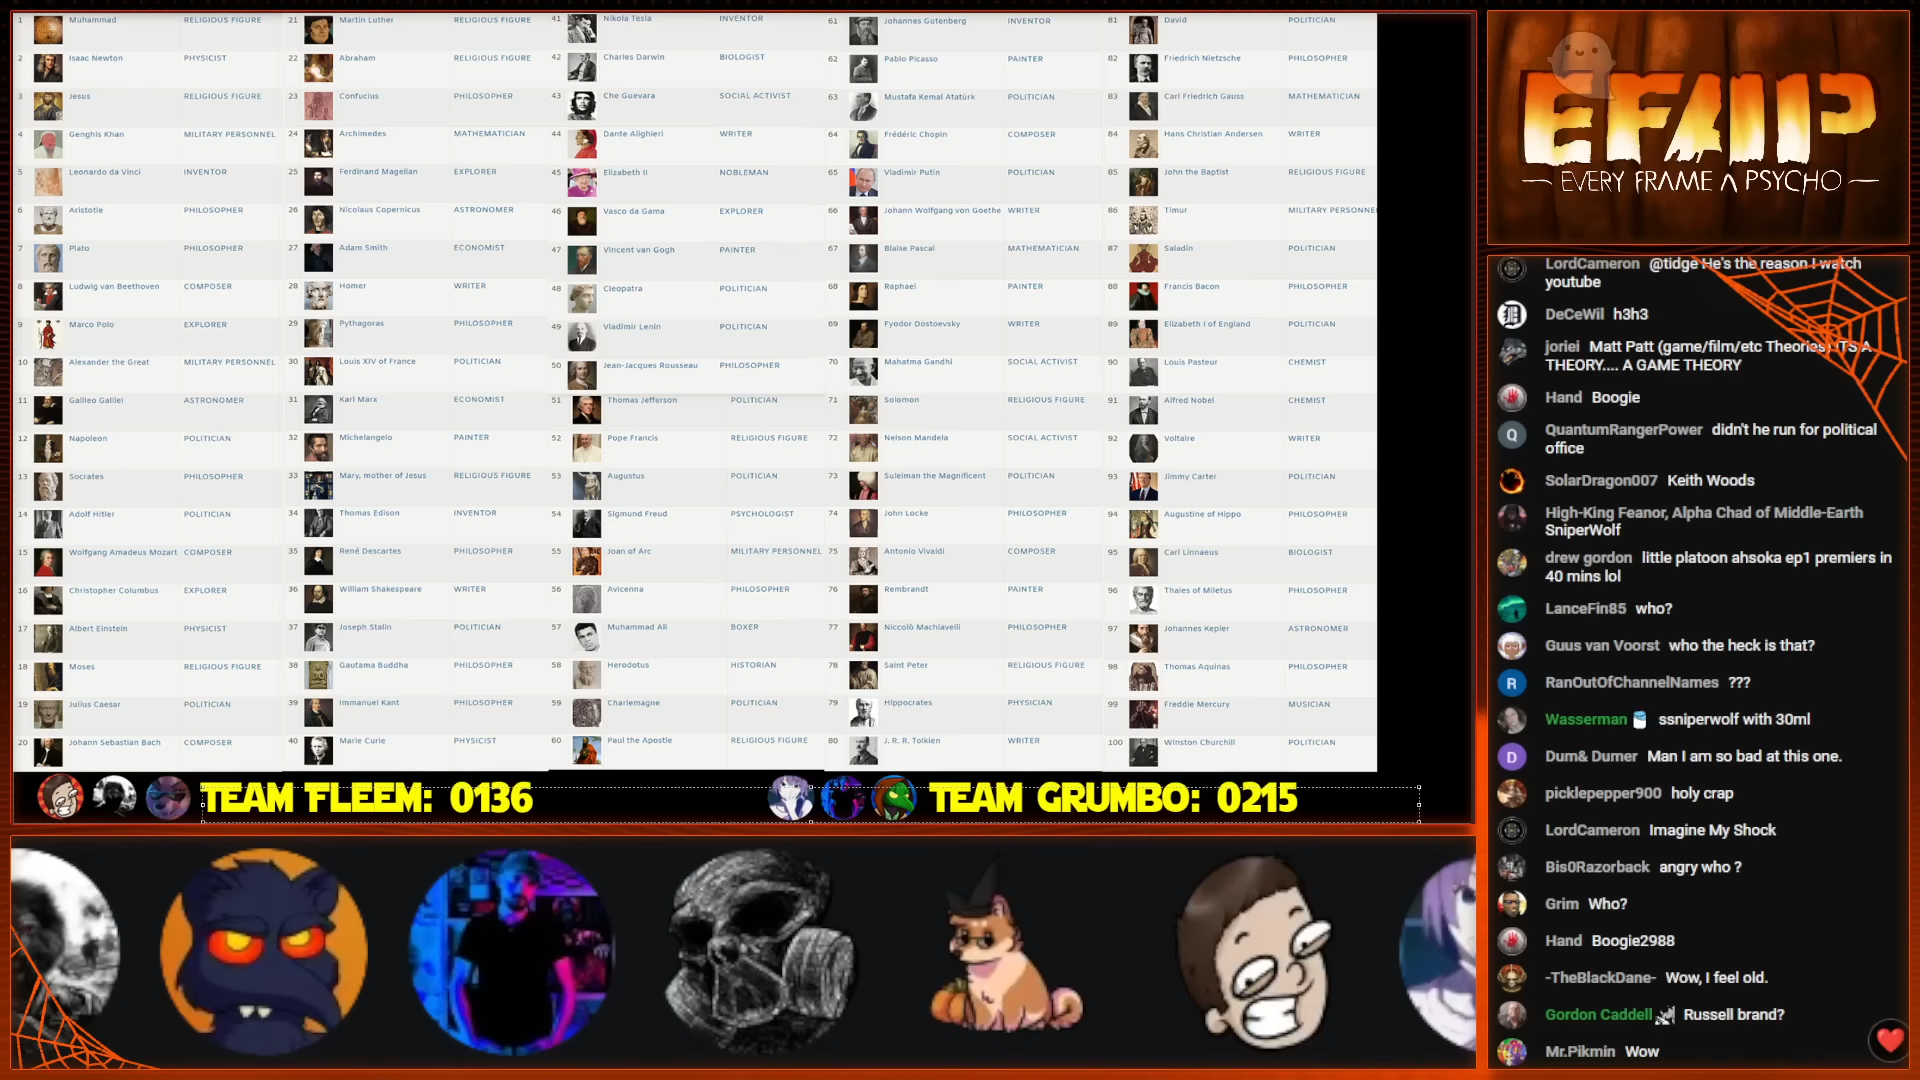 1 Muhammad RELIGIOUS FIGURE
2 Isaac Newton PHYSICIST
3 Jesus RELIGIOUS FIGURE
4 Genghis Khan MILITARY PERSONNEL
5 Leonardo da Vinci INVENTOR
6 Aristotle PHILOSOPHER
7 Plato PHILOSOPHER
8 Ludwig van Beethoven COMPOSER
9 Marco Polo EXPLORER
10 Alexander the Great MILITARY PERSONNEL
11 Galileo Galilei ASTRONOMER
12 Napoleon POLITICIAN
13 Socrates PHILOSOPHER
14 Adolf Hitler POLITICIAN
15 Wolfgang Amadeus Mozart COMPOSER
16 Christopher Columbus EXPLORER
17 Albert Einstein PHYSICIST
18 Moses RELIGIOUS FIGURE
19 Julius Caesar POLITICIAN
20 Johann Sebastian Bach COMPOSER
21 Martin Luther RELIGIOUS FIGURE
22 Abraham RELIGIOUS FIGURE
23 Confucius PHILOSOPHER
24 Archimedes MATHEMATICIAN
25 Ferdinand Magellan EXPLORER
26 Nicolaus Copernicus ASTRONOMER
27 Adam Smith ECONOMIST
28 Homer WRITER
29 Pythagoras PHILOSOPHER
30 Louis XIV of France POLITICIAN
31 Karl Marx ECONOMIST
32 Michelangelo PAINTER
33 Mary, mother of Jesus RELIGIOUS FIGURE
34 Thomas Edison INVENTOR
35 René Descartes PHILOSOPHER
36 William Shakespeare WRITER
37 Joseph Stalin POLITICIAN
38 Gautama Buddha PHILOSOPHER
39 Immanuel Kant PHILOSOPHER
40 Marie Curie PHYSICIST
41 Nikola Tesla INVENTOR
42 Charles Darwin BIOLOGIST
43 Che Guevara SOCIAL ACTIVIST
44 Dante Alighieri WRITER
45 Elizabeth II NOBLEMAN
46 Vasco da Gama EXPLORER
47 Vincent van Gogh PAINTER
48 Cleopatra POLITICIAN
49 Vladimir Lenin POLITICIAN
50 Jean-Jacques Rousseau PHILOSOPHER
51 Thomas Jefferson POLITICIAN
52 Pope Francis RELIGIOUS FIGURE
53 Augustus POLITICIAN
54 Sigmund Freud PSYCHOLOGIST
55 Joan of Arc MILITARY PERSONNEL
56 Avicenna PHILOSOPHER
57 Muhammad Ali BOXER
58 Herodotus HISTORIAN
59 Charlemagne POLITICIAN
60 Paul the Apostle RELIGIOUS FIGURE
61 Johannes Gutenberg INVENTOR
62 Pablo Picasso PAINTER
63 Mustafa Kemal Atatürk POLITICIAN
64 Frédéric Chopin COMPOSER
65 Vladimir Putin POLITICIAN
66 Johann Wolfgang von Goethe WRITER
67 Blaise Pascal MATHEMATICIAN
68 Raphael PAINTER
69 Fyodor Dostoevsky WRITER
70 Mahatma Gandhi SOCIAL ACTIVIST
71 Solomon RELIGIOUS FIGURE
72 Nelson Mandela SOCIAL ACTIVIST
73 Suleiman the Magnificent POLITICIAN
74 John Locke PHILOSOPHER
75 Antonio Vivaldi COMPOSER
76 Rembrandt PAINTER
77 Niccolò Machiavelli PHILOSOPHER
78 Saint Peter RELIGIOUS FIGURE
79 Hippocrates PHYSICIAN
80 J. R. R. Tolkien WRITER
81 David POLITICIAN
82 Friedrich Nietzsche PHILOSOPHER
83 Carl Friedrich Gauss MATHEMATICIAN
84 Hans Christian Andersen WRITER
85 John the Baptist RELIGIOUS FIGURE
86 Timur MILITARY PERSONNE
87 Saladin POLITICIAN
88 Francis Bacon PHILOSOPHER
89 Elizabeth I of England POLITICIAN
90 Louis Pasteur CHEMIST
91 Alfred Nobel CHEMIST
92 Voltaire WRITER
93 Jimmy Carter POLITICIAN
94 Augustine of Hippo PHILOSOPHER
95 Carl Linnaeus BIOLOGIST
96 Thales of Miletus PHILOSOPHER
97 Johannes Kepler ASTRONOMER
98 Thomas Aquinas PHILOSOPHER
99 Freddie Mercury MUSICIAN
100 Winston Churchill POLITICIAN
TEAM FLEEM: 0136
TEAM GRUMBO: 0215
EFAP
EVERY FRAME A PSYCHO
LordCameron @tidge He's the reason I watch
youtube
DeCeWil h3h3
joriei Matt Patt (game/film/etc Theories) ITS A
THEORY.... A GAME THEORY
Hand Boogie
QuantumRangerPower didn't he run for political
office
SolarDragon007 Keith Woods
High-King Feanor, Alpha Chad of Middle-Earth
SniperWolf
drew gordon little platoon ahsoka ep1 premiers in
40 mins lol
LanceFin85 who?
Guus van Voorst who the heck is that?
RanOutOfChannelNames ???
Wasserman ssniperwolf with 30ml
Dum& Dumer Man I am so bad at this one.
picklepepper900 holy crap
LordCameron Imagine My Shock
Bis0Razorback angry who ?
Grim Who?
Hand Boogie2988
-TheBlackDane- Wow, I feel old.
Gordon Caddell Russell brand?
Mr.Pikmin Wow